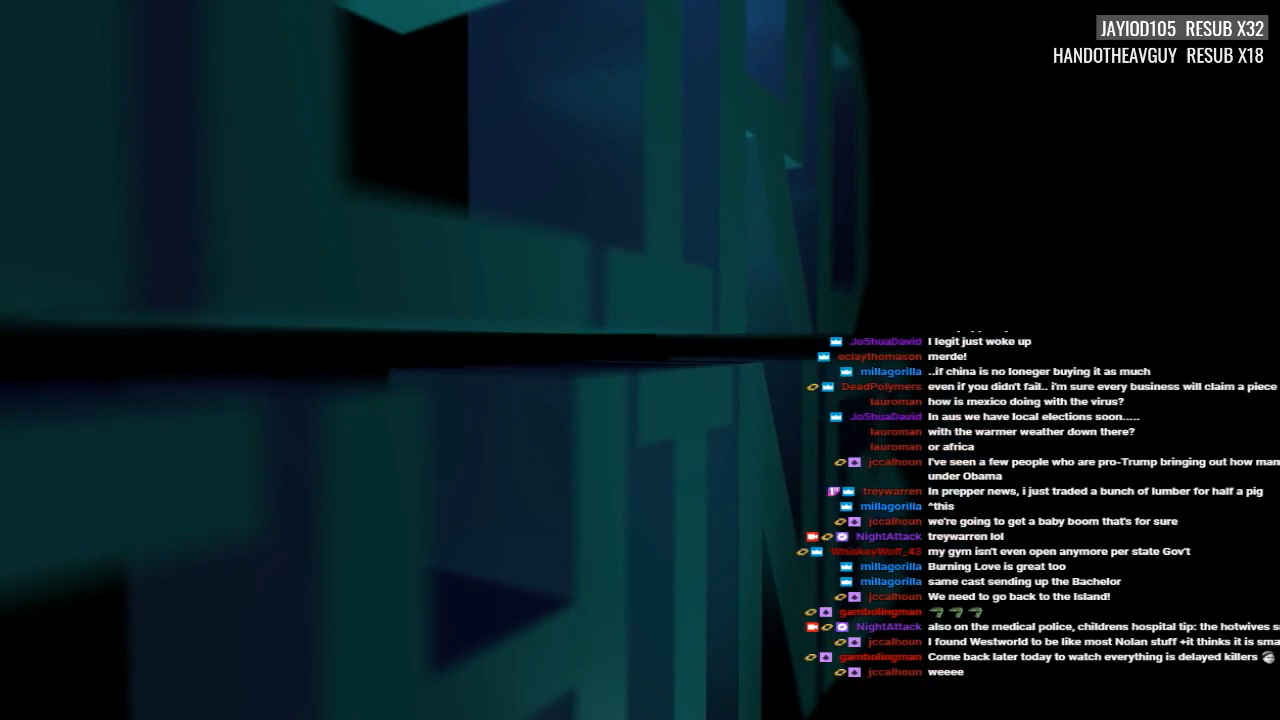 JAYIOD105 RESUB X32
HANDOTHEAVGUY RESUB X18
JoShuaDavid I legit just woke up
eclaythomason merde!
millagorilla ..if china is no loneger buying it as much
DeadPolymers even if you didn't fail.. i'm sure every business will claim a piece
lauroman how is mexico doing with the virus?
JoShuaDavid In aus we have local elections soon.....
lauroman with the warmer weather down there?
lauroman or africa
jccalhoun I've seen a few people who are pro-Trump bringing out how
under Obama
treywarren In prepper news, i just traded a bunch of lumber for half a pig
millagorilla ^this
jccalhoun we're going to get a baby boom that's for sure
NightAttack treywarren lol
WhiskeyWolf_43 my gym isn't even open anymore per state Gov't
millagorilla Burning Love is great too
millagorilla same cast sending up the Bachelor
jccalhoun We need to go back to the Island!
gambolingman
NightAttack also on the medical police, childrens hospital tip: the hotwives
jccalhoun I found Westworld to be like most Nolan stuff +it thinks it is
gambolingman Come back later today to watch everything is delayed killers
jccalhoun weeee